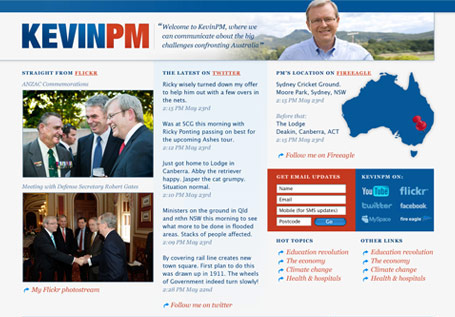 KEVINPM
"Welcome to KevinPM, where we
can communicate about the big
challenges confronting Australia"
STRAIGHT FROM FLICKR
ANZAC Commemorations
Meeting with Defense Secretary Robert Gates
My Flickr photostream
THE LATEST ON TWITTER
Ricky wisely turned down my offer
to help him out with a few overs in
the nets.
2:15 PM May 23rd
Was at SCG this morning with
Ricky Ponting passing on best for
the upcoming Ashes tour.
2:12 PM May 23rd
Just got home to Lodge in
Canberra. Abby the retriever
happy. Jasper the cat grumpy.
Situation normal.
2:10 PM May 23rd
Ministers on the ground in Qld
and nthn NSW this morning to see
what more to be done in flooded
areas. Stacks of people affected.
2:09 PM May 23rd
By covering rail line creates new
town square. First plan to do this
was drawn up in 1911. The wheels
of Government indeed turn slowly!
2:28 PM May 22nd
Follow me on twitter
PM'S LOCATION ON FIREEAGLE
Sydney Cricket Ground,
Moore Park, Sydney, NSW
2:15 PM May 23rd
Before that:
The Lodge
Deakin, Canberra, ACT
2:15 PM May 23rd
Follow me on Fireeagle
GET EMAIL UPDATES
Name
Email
Mobile (for SMS updates)
Postcode
Go
KEVINPM ON:
YouTube
flickr
twitter
facebook
MySpace
fire eagle
HOT TOPICS
Education revolution
The economy
Climate change
Health & hospitals
OTHER LINKS
Education revolution
The economy
Climate change
Health & hospitals